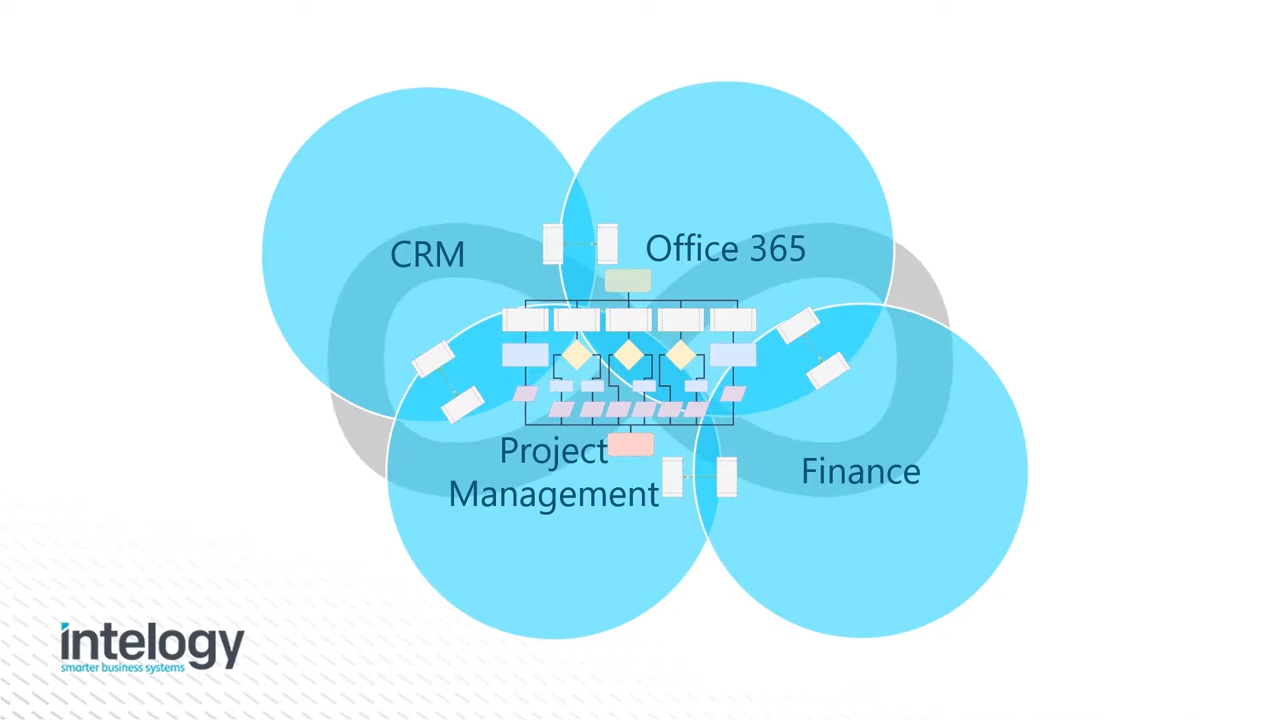 CRM
Office 365
Project
Management
Finance
intelogy
smarter business systems